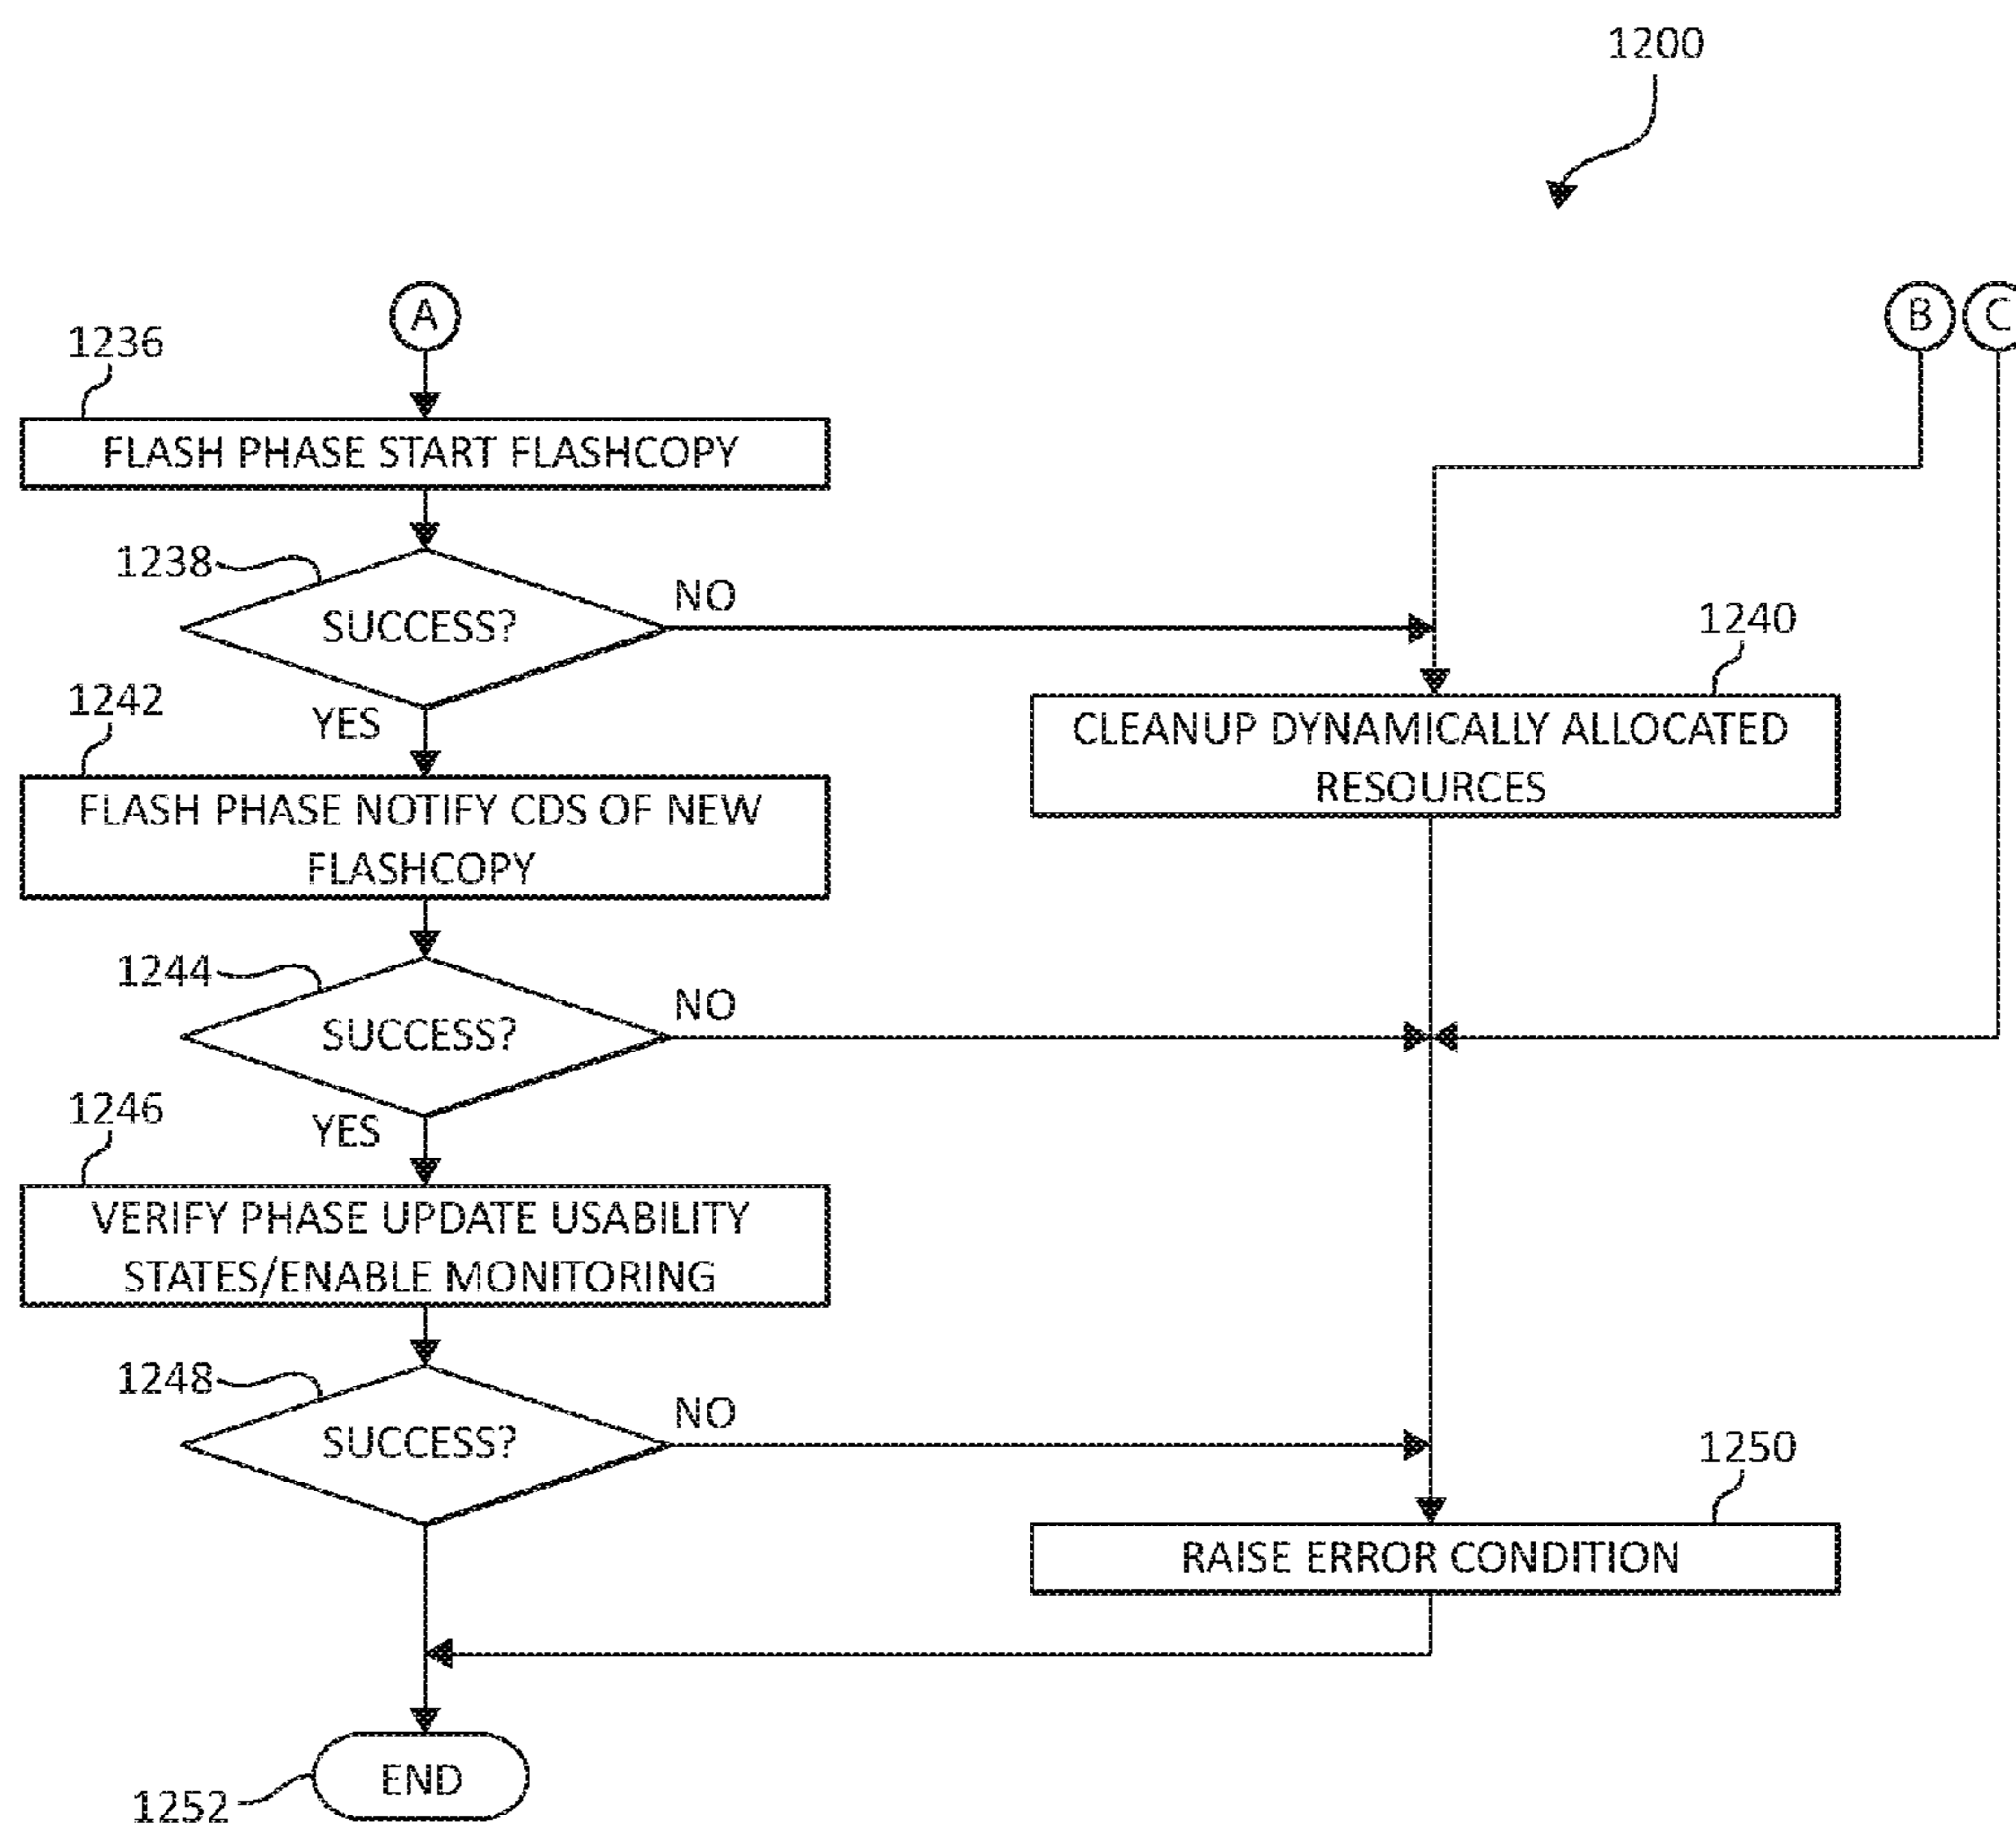 1200
A
B
C
1236
FLASH PHASE START FLASHCOPY
1238
SUCCESS?
NO
1240
YES
1242
CLEANUP DYNAMICALLY ALLOCATED
RESOURCES
FLASH PHASE NOTIFY CDS OF NEW
FLASHCOPY
1244
SUCCESS?
NO
YES
1246
VERIFY PHASE UPDATE USABILITY
STATES/ENABLE MONITORING
1248
SUCCESS?
NO
1250
RAISE ERROR CONDITION
END
1252